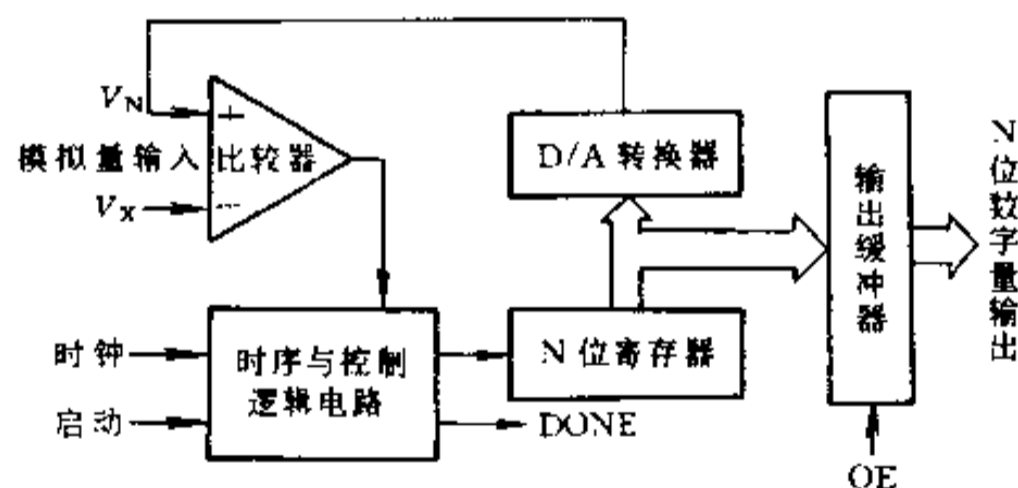 V_N
+
模拟量输入
比较器
V_X
--
D/A 转换器
输出缓冲器
N位数字量输出
时钟
启动
时序与控制
逻辑电路
N 位寄存器
DONE
OE